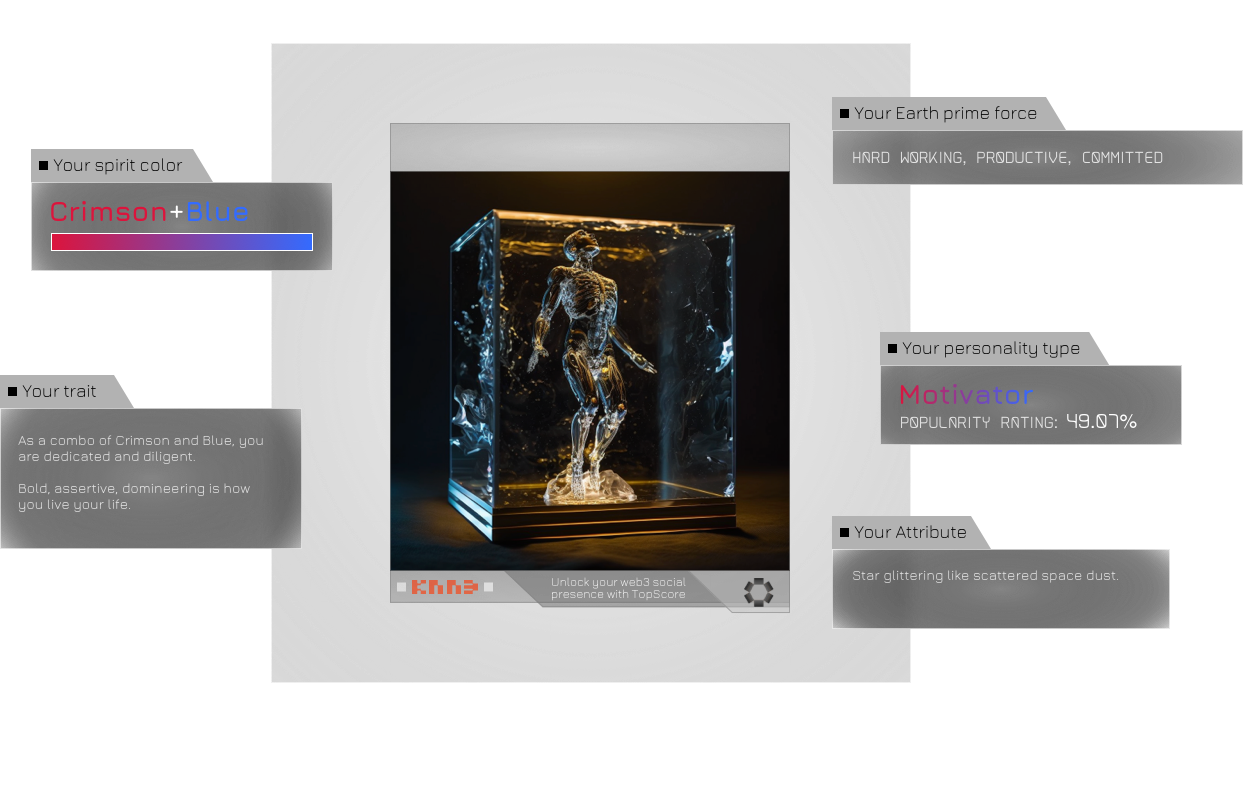 Your spirit color
Crimson+Blue
Your trait
As a combo of Crimson and Blue, you
are dedicated and diligent.
Bold, assertive, domineering is how
you live your life.
Unlock your web3 social
presence with TopScore
Your Earth prime force
HARD WORKING, PRODUCTIVE, COMMITTED
Your personality type
Motivator
POPULARITY RATING: 49.07%
Your Attribute
Star glittering like scattered space dust.